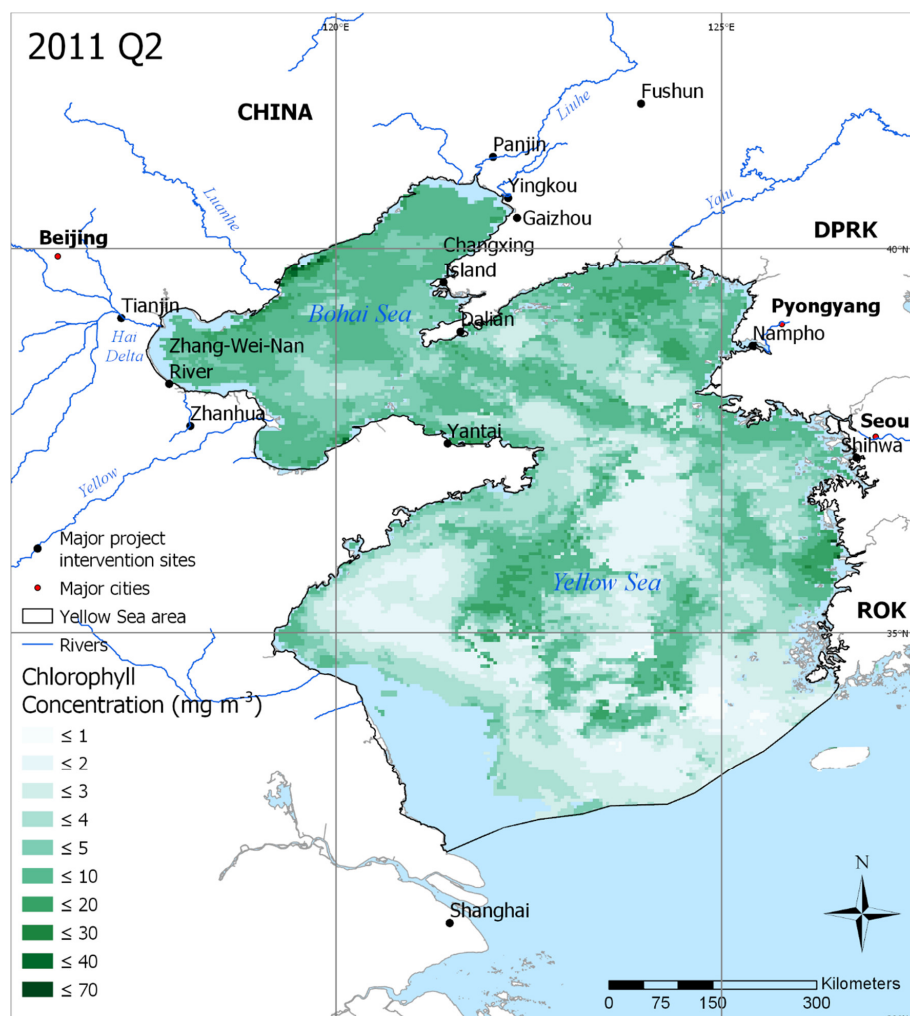 2011 Q2
120°E
125°E
CHINA
Fushun
Liuhe
Panjin
Yingkou
Gaizhou
Luanhe
Yalu
DPRK
Beijing
40°N
Changxing
Island
Pyongyang
Tianjin
Bohai Sea
Dalian
Nampho
Hai
Delta
Zhang-Wei-Nan
River
Zhanhua
Yantai
Seou
Shihwa
Yellow
Major project
intervention sites
Major cities
Yellow Sea area
Rivers
Yellow Sea
ROK
35°N
Chlorophyll
Concentration (mg m⁻³)
≤ 1
≤ 2
≤ 3
≤ 4
≤ 5
≤ 10
≤ 20
≤ 30
≤ 40
≤ 70
Shanghai
N
Kilometers
0 75 150 300